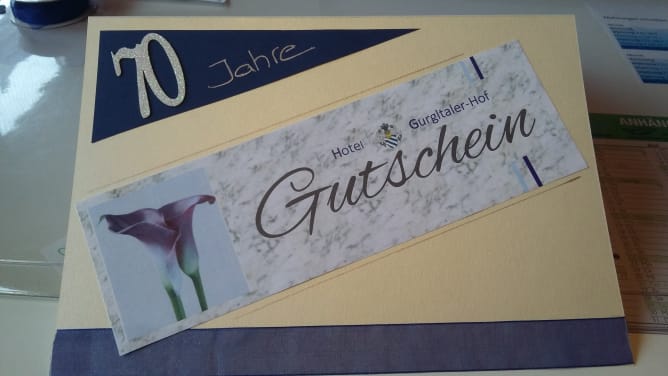 70 Jahre
Hotel Gurgltaler-Hof
Gutschein